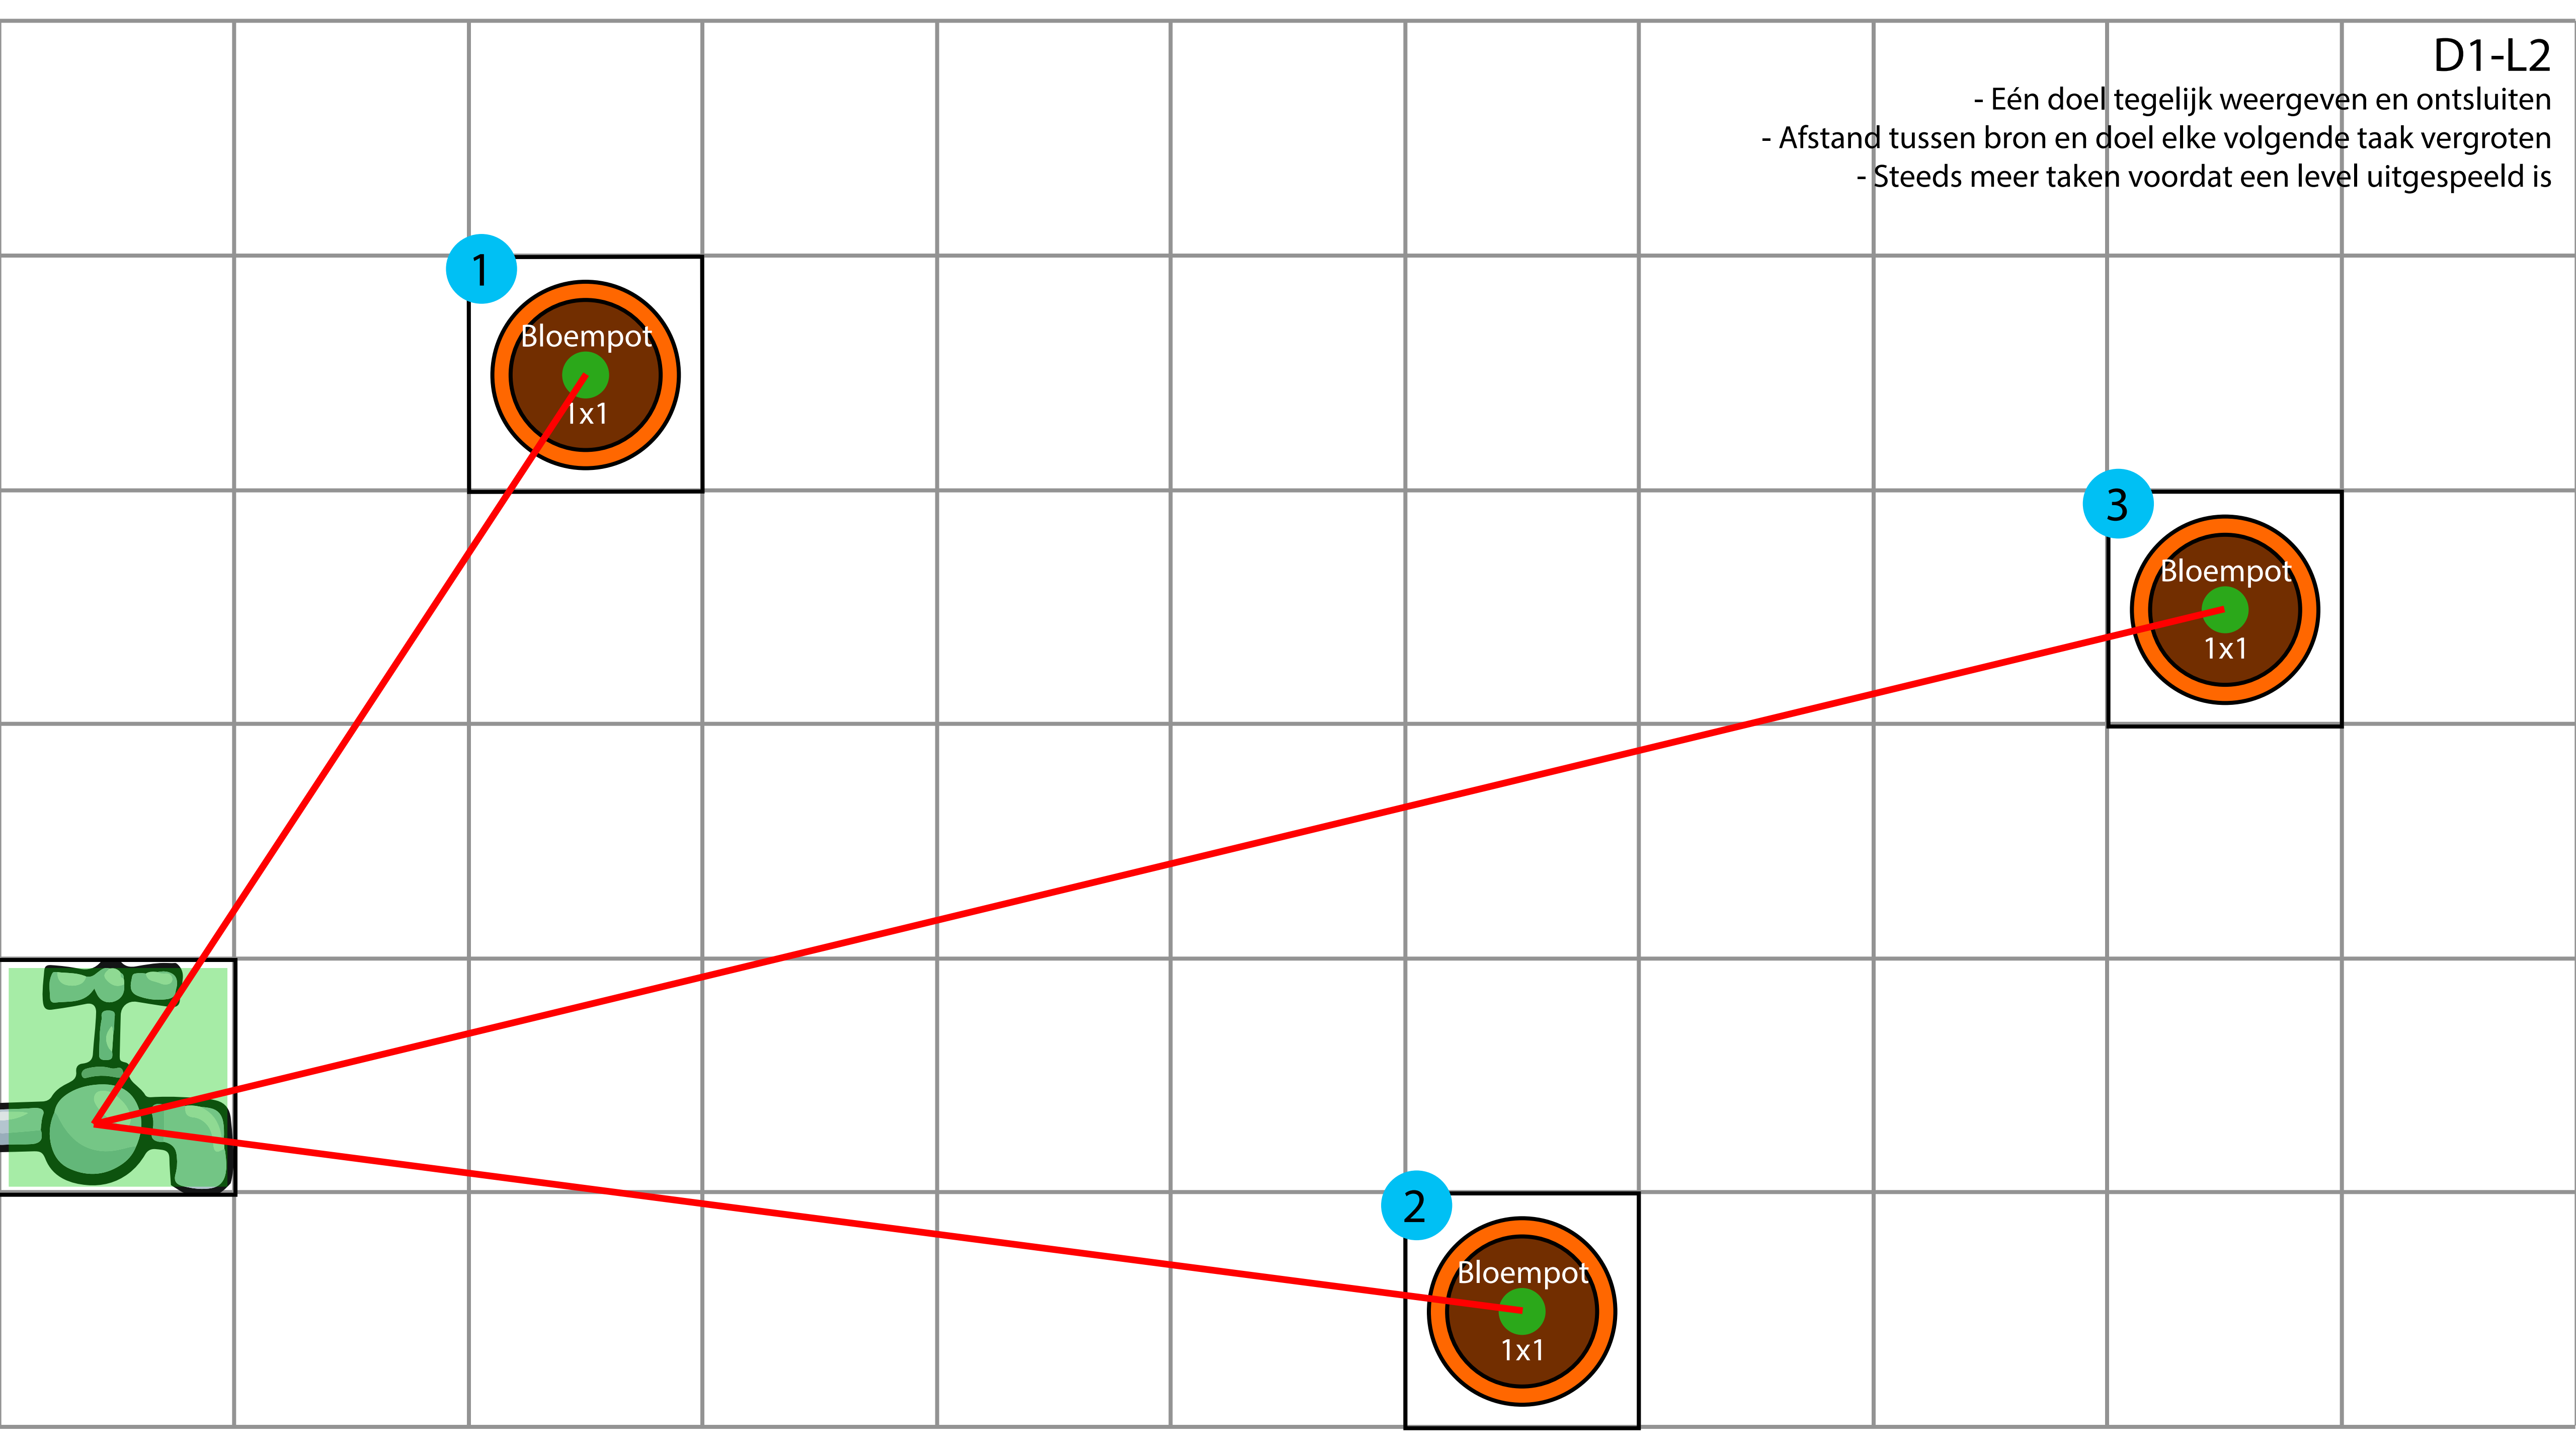 D1-L2
- Eén doel tegelijk weergeven en ontsluiten
- Afstand tussen bron en doel elke volgende taak vergroten
- Steeds meer taken voordat een level uitgespeeld is
1
Bloempot
1x1
3
Bloempot
1x1
2
Bloempot
1x1